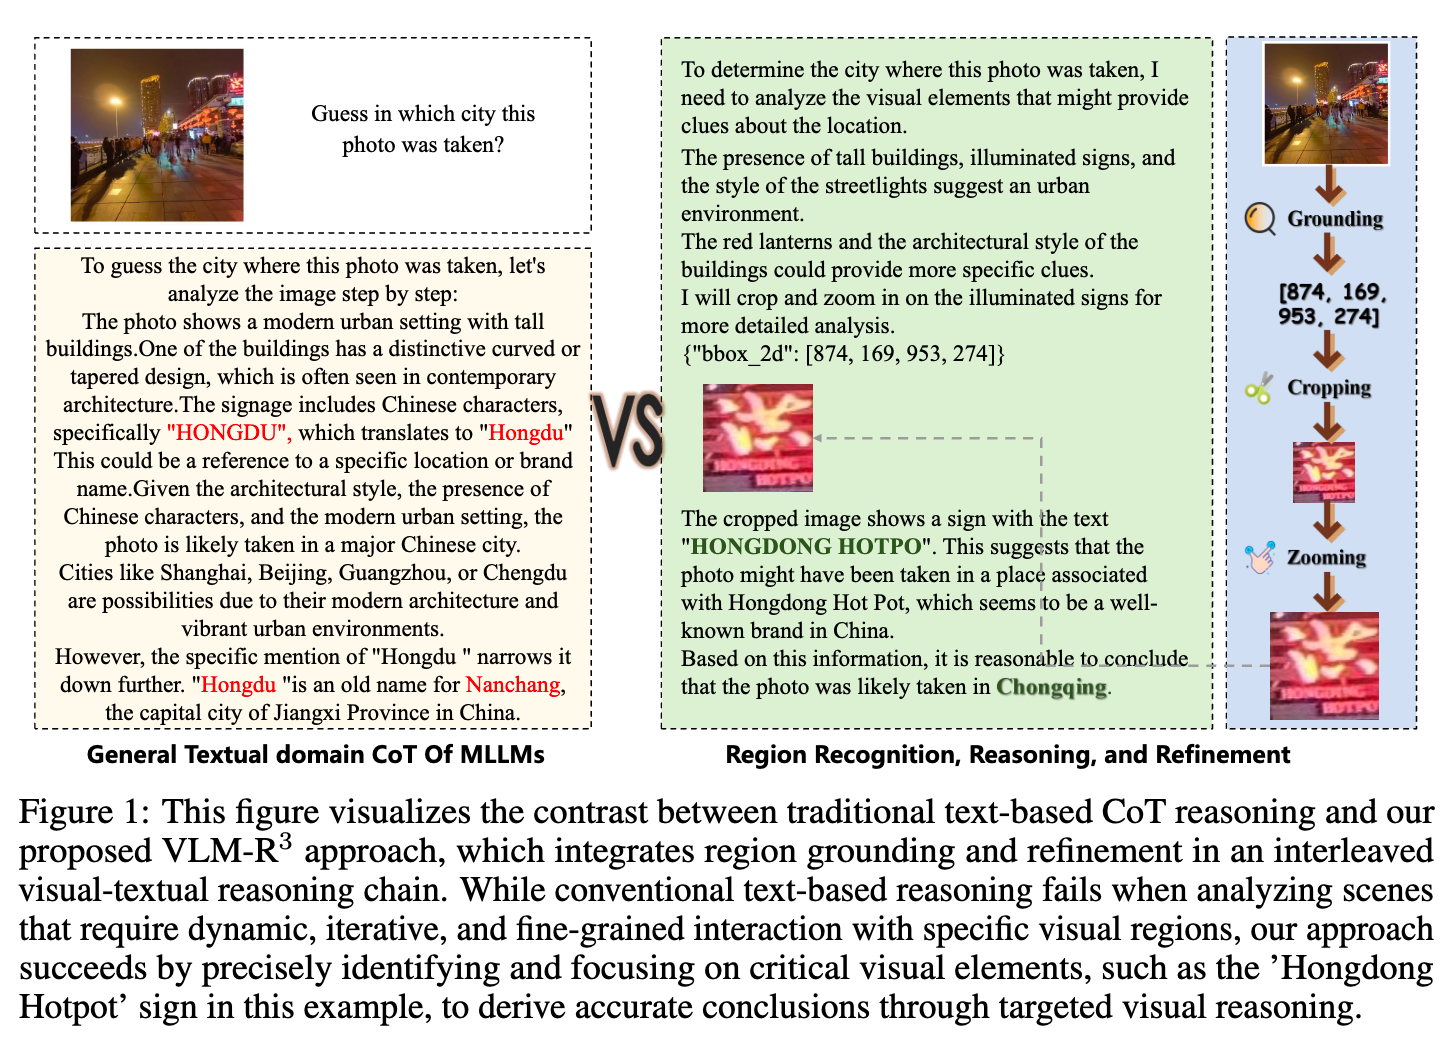 Guess in which city this
photo was taken?
To guess the city where this photo was taken, let's
analyze the image step by step:
The photo shows a modern urban setting with tall
buildings.One of the buildings has a distinctive curved or
tapered design, which is often seen in contemporary
architecture.The signage includes Chinese characters,
specifically "HONGDU", which translates to "Hongdu"
This could be a reference to a specific location or brand
name.Given the architectural style, the presence of
Chinese characters, and the modern urban setting, the
photo is likely taken in a major Chinese city.
Cities like Shanghai, Beijing, Guangzhou, or Chengdu
are possibilities due to their modern architecture and
vibrant urban environments.
However, the specific mention of "Hongdu " narrows it
down further. "Hongdu "is an old name for Nanchang,
the capital city of Jiangxi Province in China.
General Textual domain CoT Of MLLMs
VS
To determine the city where this photo was taken, I
need to analyze the visual elements that might provide
clues about the location.
The presence of tall buildings, illuminated signs, and
the style of the streetlights suggest an urban
environment.
The red lanterns and the architectural style of the
buildings could provide more specific clues.
I will crop and zoom in on the illuminated signs for
more detailed analysis.
{"bbox_2d": [874, 169, 953, 274]}
HOTPO
The cropped image shows a sign with the text
"HONGDONG HOTPO". This suggests that the
photo might have been taken in a place associated
with Hongdong Hot Pot, which seems to be a well-
known brand in China.
Based on this information, it is reasonable to conclude
that the photo was likely taken in Chongqing.
Region Recognition, Reasoning, and Refinement
Grounding
[874, 169,
953, 274]
Cropping
HOTPO
Zooming
HOTPO
Figure 1: This figure visualizes the contrast between traditional text-based CoT reasoning and our
proposed VLM-R³ approach, which integrates region grounding and refinement in an interleaved
visual-textual reasoning chain. While conventional text-based reasoning fails when analyzing scenes
that require dynamic, iterative, and fine-grained interaction with specific visual regions, our approach
succeeds by precisely identifying and focusing on critical visual elements, such as the ’Hongdong
Hotpot’ sign in this example, to derive accurate conclusions through targeted visual reasoning.